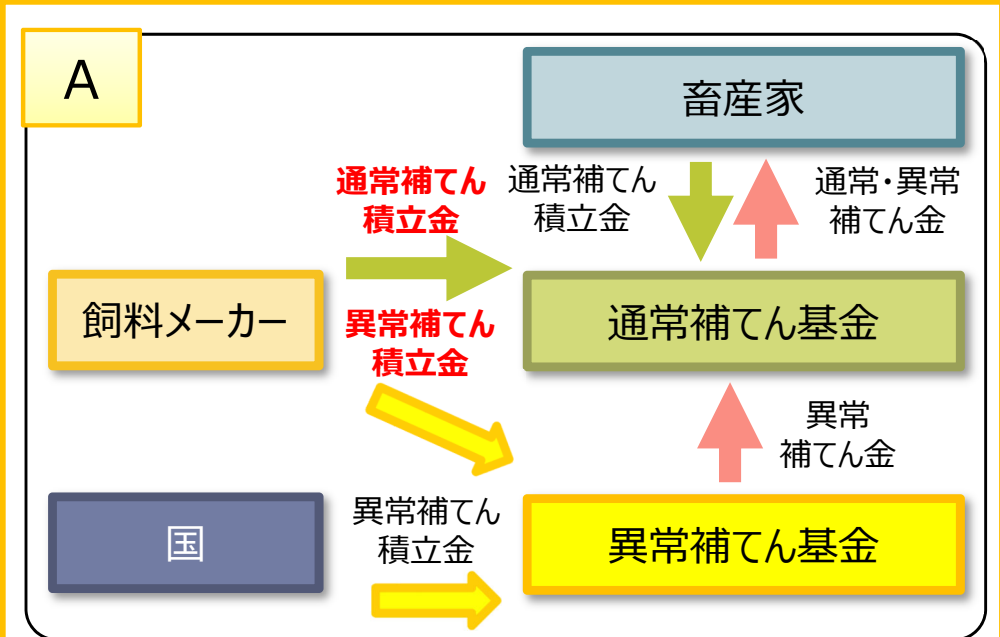 A
畜産家
通常補てん
積立金
通常補てん
積立金
通常・異常
補てん金
飼料メーカー
通常補てん基金
異常補てん
積立金
異常
補てん金
国
異常補てん
積立金
異常補てん基金